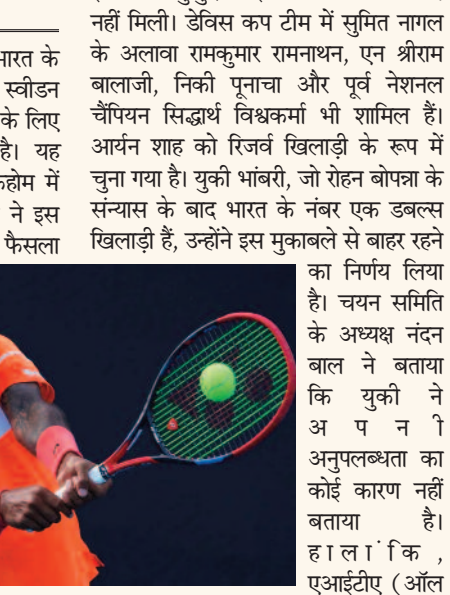 भारत के
स्वीडन
के लिए
है। यह
में
ने इस
फैसला
नहीं मिली। डेविस कप टीम में सुमित नागल
के अलावा रामकुमार रामनाथन, एन श्रीराम
बालाजी, निकी पूनाचा और पूर्व नेशनल
चैंपियन सिद्धार्थ विश्वकर्मा भी शामिल हैं।
आर्यन शाह को रिजर्व खिलाड़ी के रूप में
चुना गया है। युकी भांबरी, जो रोहन बोपन्ना के
संन्यास के बाद भारत के नंबर एक डबल्स
खिलाड़ी हैं, उन्होंने इस मुकाबले से बाहर रहने
का निर्णय लिया
है। चयन समिति
के अध्यक्ष नंदन
बाल ने बताया
कि युकी ने
अपनी
अनुपलब्धता का
कोई कारण नहीं
बताया है।
हालांकि,
एआईटीए (ऑल